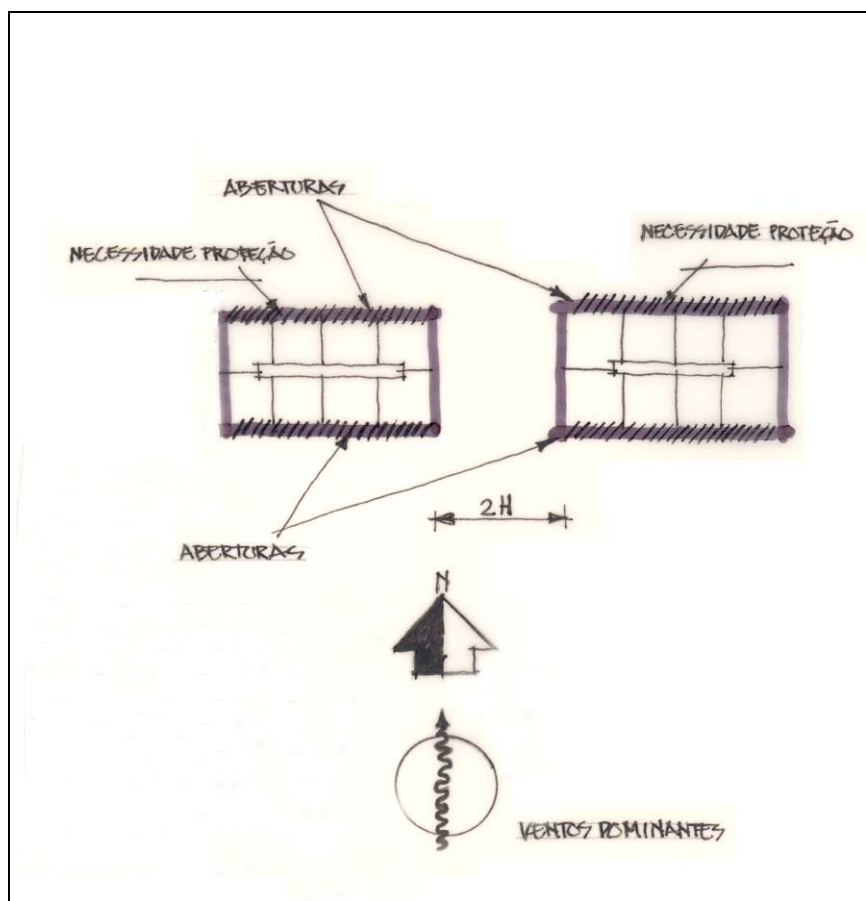 ABERTURAS
NECESSIDADE PROTEÇÃO
NECESSIDADE PROTEÇÃO
2H
ABERTURAS
N
VENTOS DOMINANTES